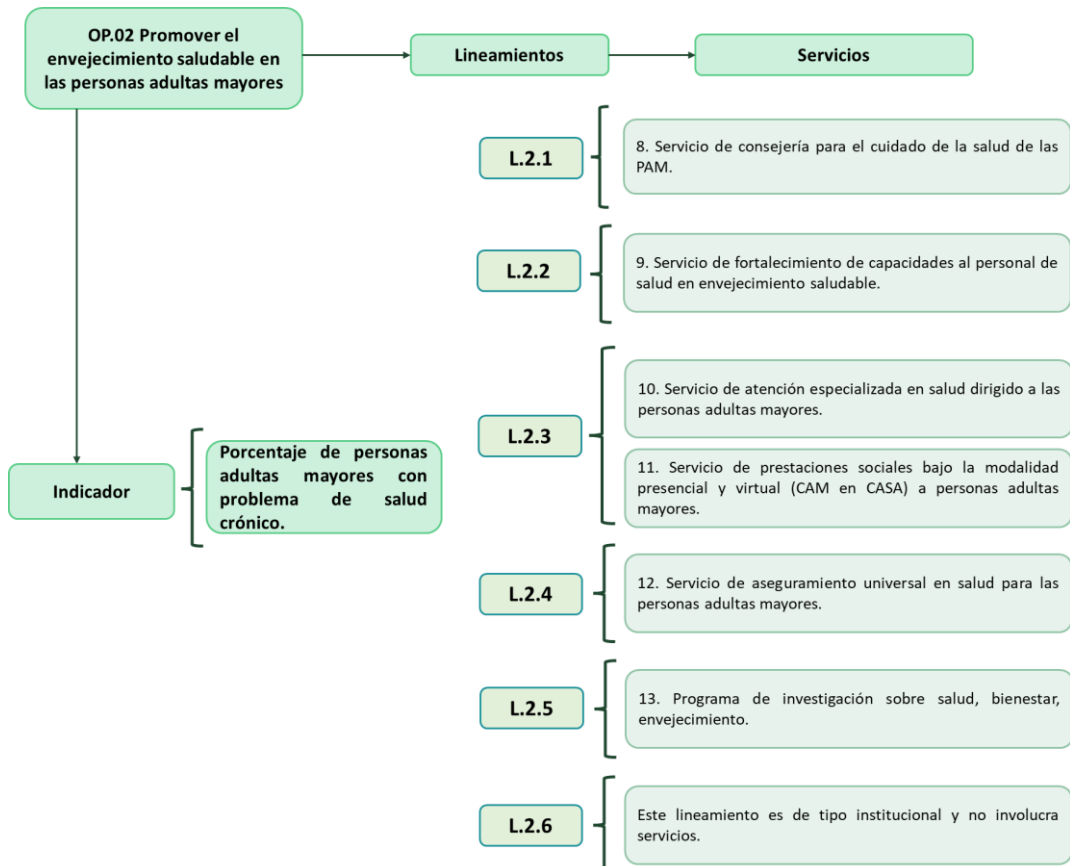 OP.02 Promover el
envejecimiento saludable en
las personas adultas mayores
Lineamientos
Servicios
L.2.1
8. Servicio de consejería para el cuidado de la salud de las
PAM.
L.2.2
9. Servicio de fortalecimiento de capacidades al personal de
salud en envejecimiento saludable.
L.2.3
10. Servicio de atención especializada en salud dirigido a las
personas adultas mayores.
11. Servicio de prestaciones sociales bajo la modalidad
presencial y virtual (CAM en CASA) a personas adultas
mayores.
Indicador
Porcentaje de personas
adultas mayores con
problema de salud
crónico.
L.2.4
12. Servicio de aseguramiento universal en salud para las
personas adultas mayores.
L.2.5
13. Programa de investigación sobre salud, bienestar,
envejecimiento.
L.2.6
Este lineamiento es de tipo institucional y no involucra
servicios.